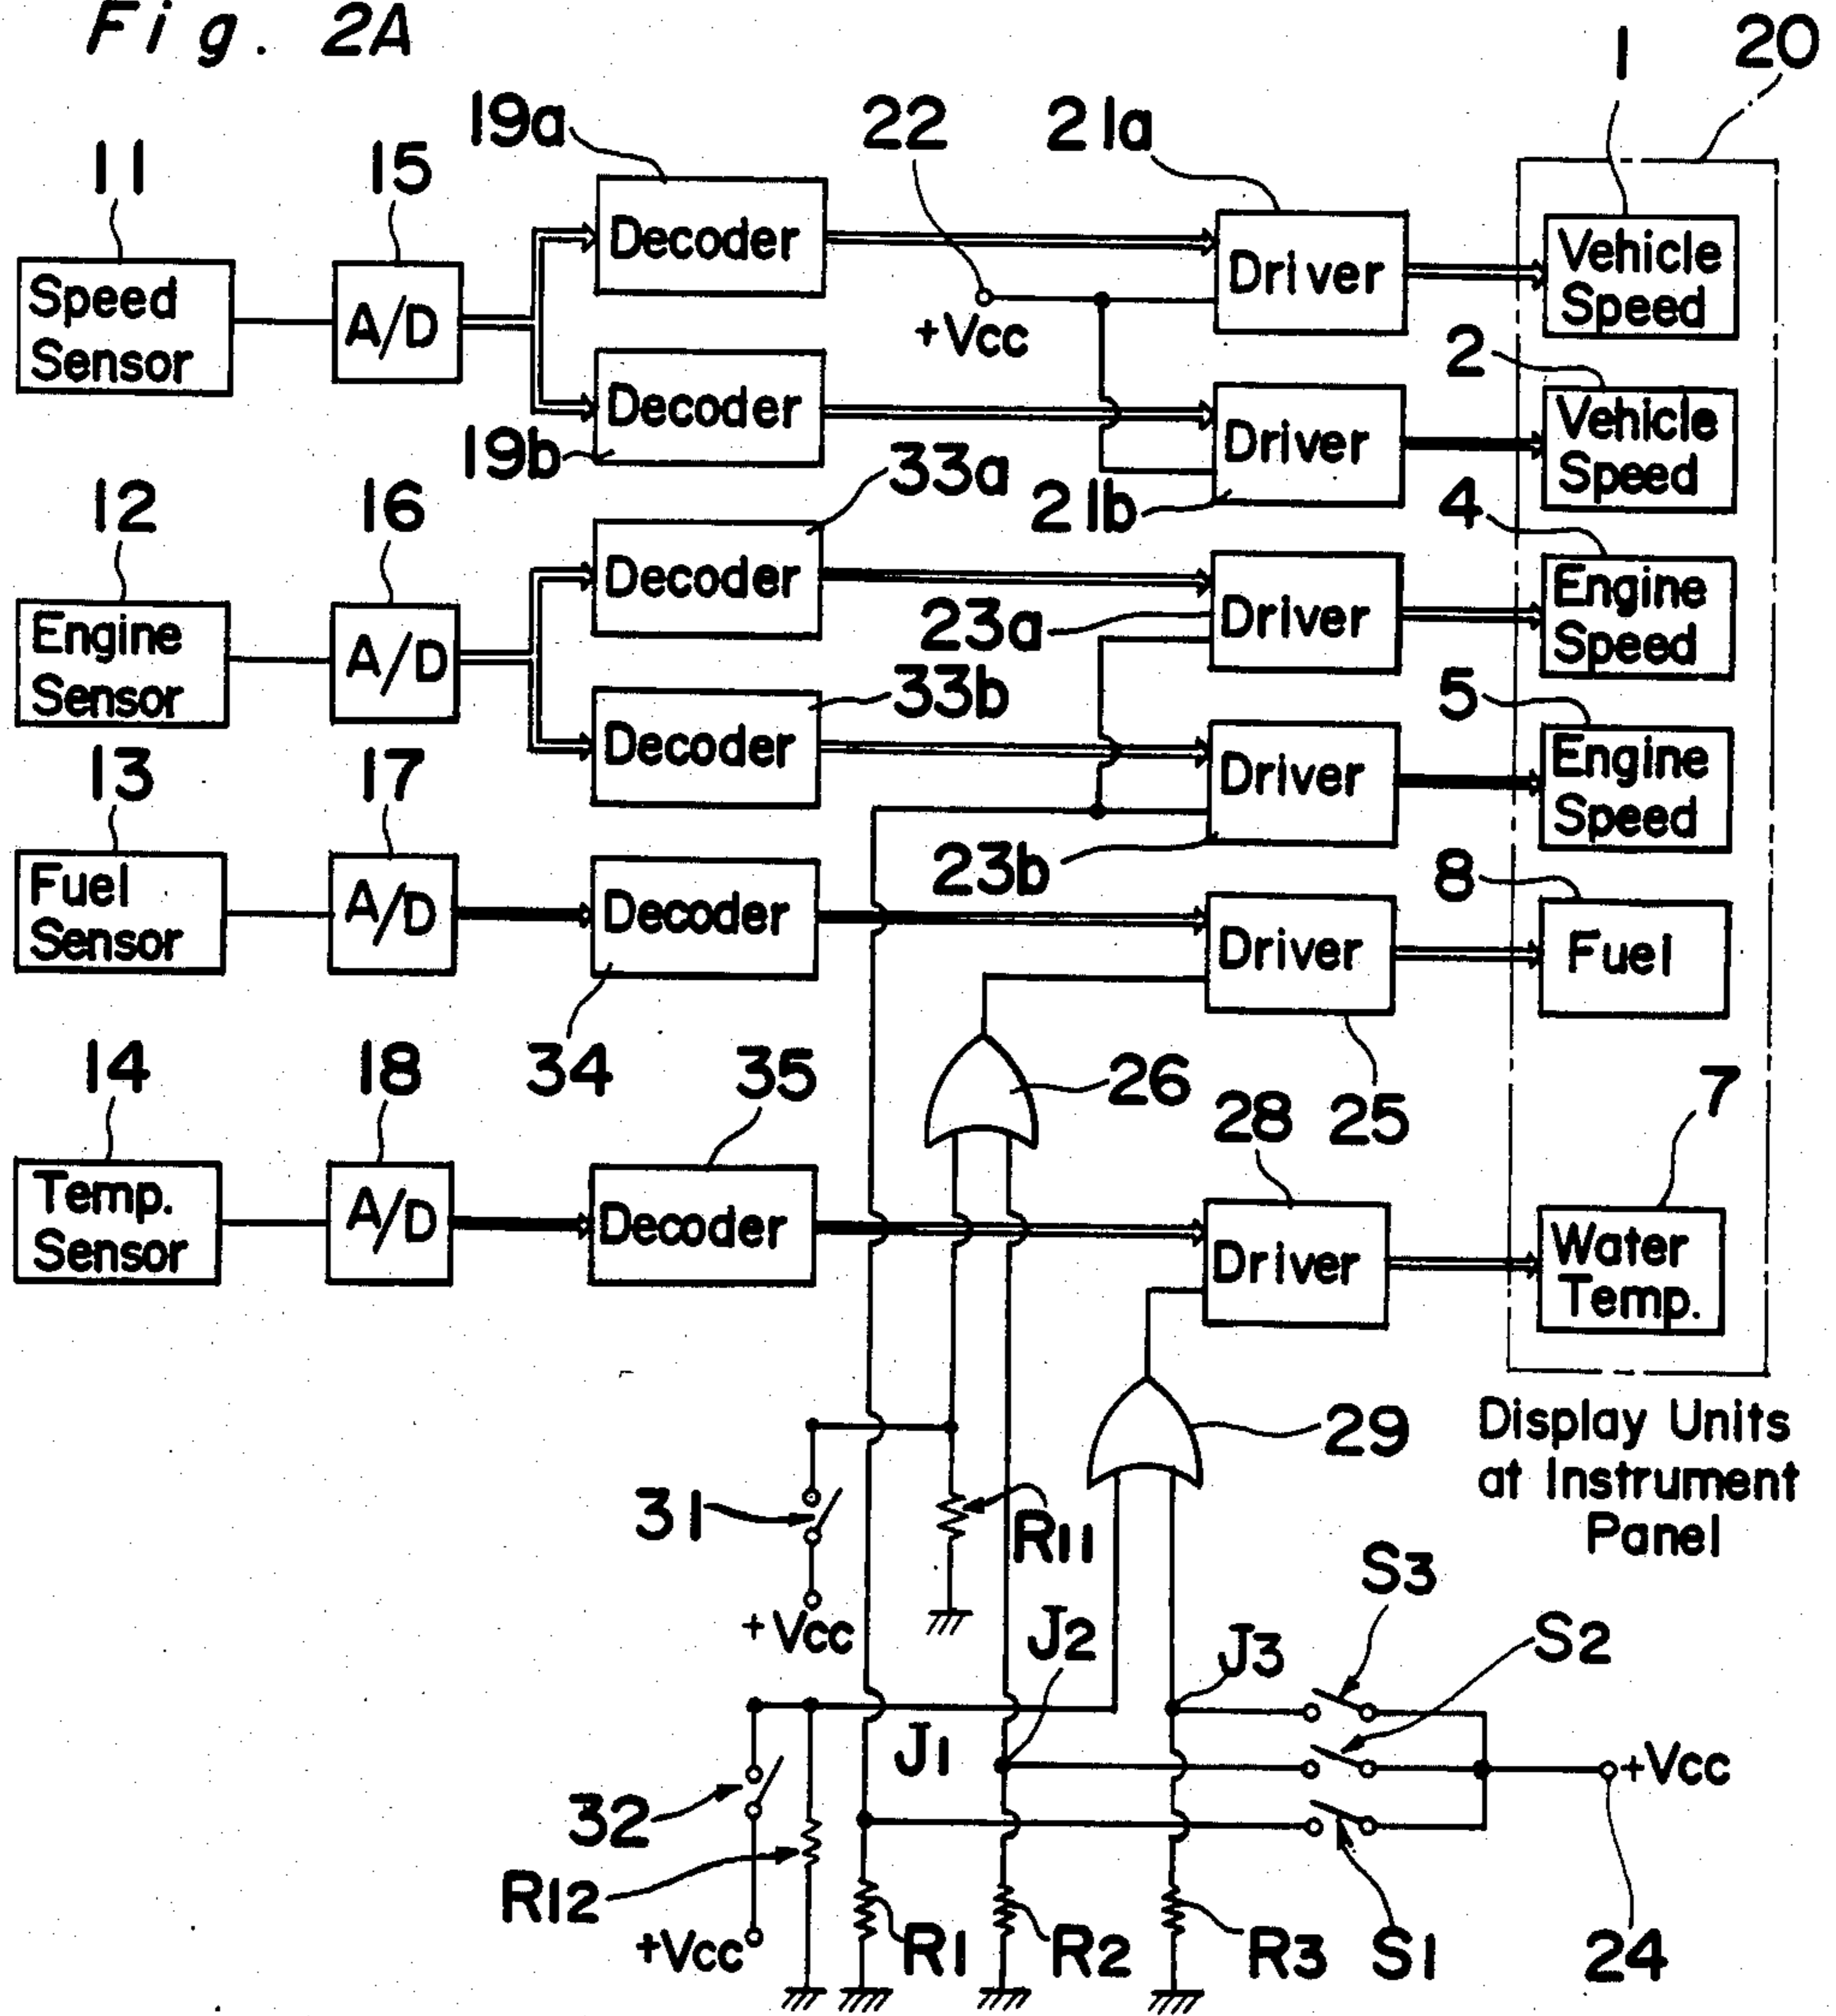 Fig. 2A
1
20
19a
22
21a
11
15
Decoder
Driver
Vehicle
Speed
Speed
Sensor
A/D
+Vcc
2
Decoder
Driver
Vehicle
Speed
19b
33a
21b
4
12
16
Decoder
23a
Driver
Engine
Speed
Engine
Sensor
A/D
33b
5
Decoder
Driver
Engine
Speed
13
17
23b
8
Fuel
Sensor
A/D
Decoder
Driver
Fuel
14
18
34
35
26
28
25
7
Temp.
Sensor
A/D
Decoder
Driver
Water
Temp.
29
Display Units
at Instrument
Panel
31
R11
+Vcc
S3
J2
J3
S2
J1
+Vcc
32
R12
+Vcc
R1
R2
R3
S1
24